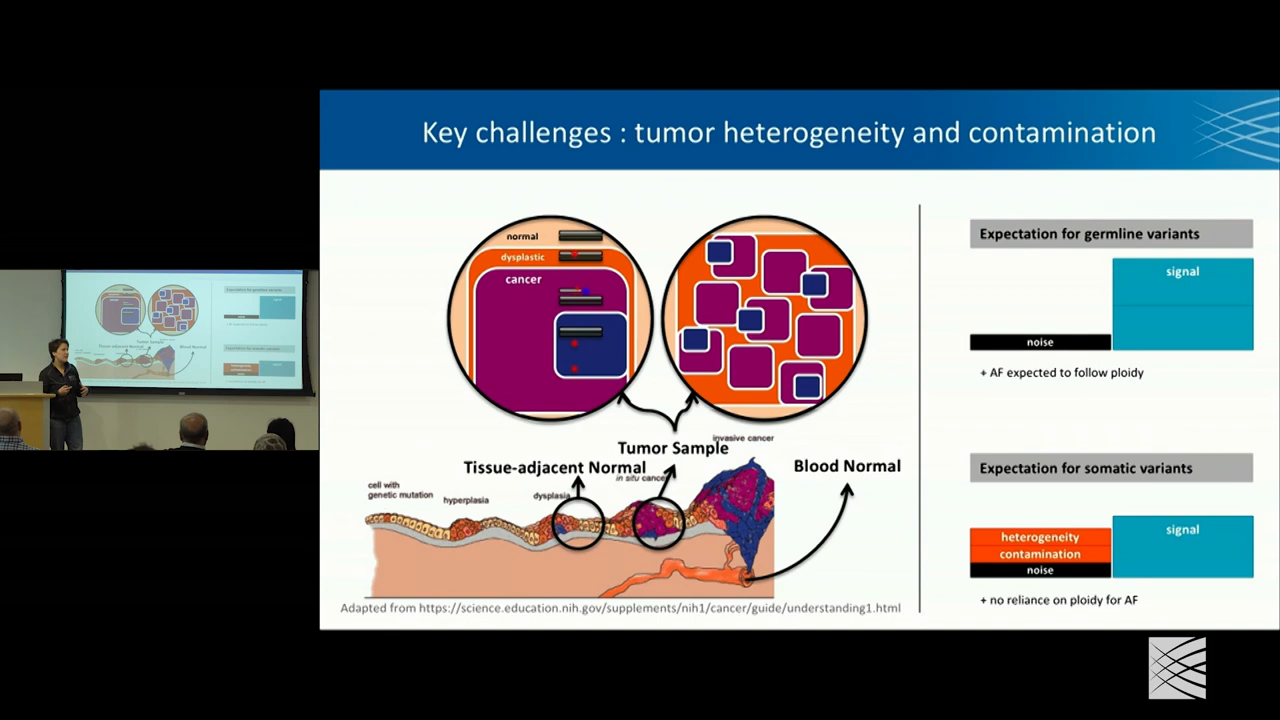 Key challenges : tumor heterogeneity and contamination
normal
dysplastic
cancer
Tumor Sample
invasive cancer
Tissue-adjacent Normal
in situ cancer
Blood Normal
cell with
genetic mutation
hyperplasia
dysplasia
Adapted from https://science.education.nih.gov/supplements/nih1/cancer/guide/understanding1.html
Expectation for germline variants
signal
noise
+ AF expected to follow ploidy
Expectation for somatic variants
heterogeneity
contamination
noise
signal
+ no reliance on ploidy for AF